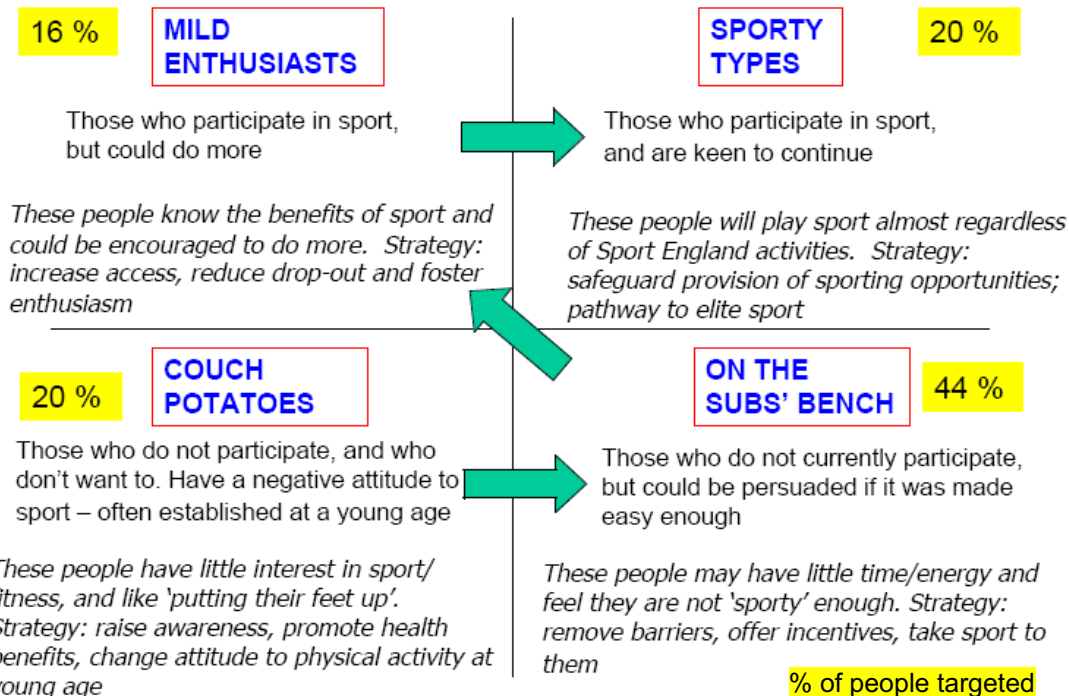 16 %
MILD
ENTHUSIASTS
Those who participate in sport,
but could do more
These people know the benefits of sport and
could be encouraged to do more.  Strategy:
increase access, reduce drop-out and foster
enthusiasm
SPORTY
TYPES
20 %
Those who participate in sport,
and are keen to continue
These people will play sport almost regardless
of Sport England activities.  Strategy:
safeguard provision of sporting opportunities;
pathway to elite sport
20 %
COUCH
POTATOES
Those who do not participate, and who
don't want to. Have a negative attitude to
sport – often established at a young age
These people have little interest in sport/
fitness, and like 'putting their feet up'.
Strategy: raise awareness, promote health
benefits, change attitude to physical activity at
young age
ON THE
SUBS' BENCH
44 %
Those who do not currently participate,
but could be persuaded if it was made
easy enough
These people may have little time/energy and
feel they are not 'sporty' enough. Strategy:
remove barriers, offer incentives, take sport to
them
% of people targeted